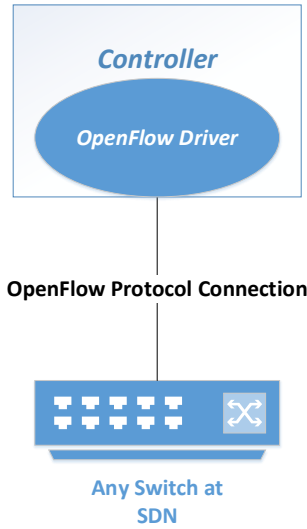 Controller
OpenFlow Driver
OpenFlow Protocol Connection
Any Switch at
SDN